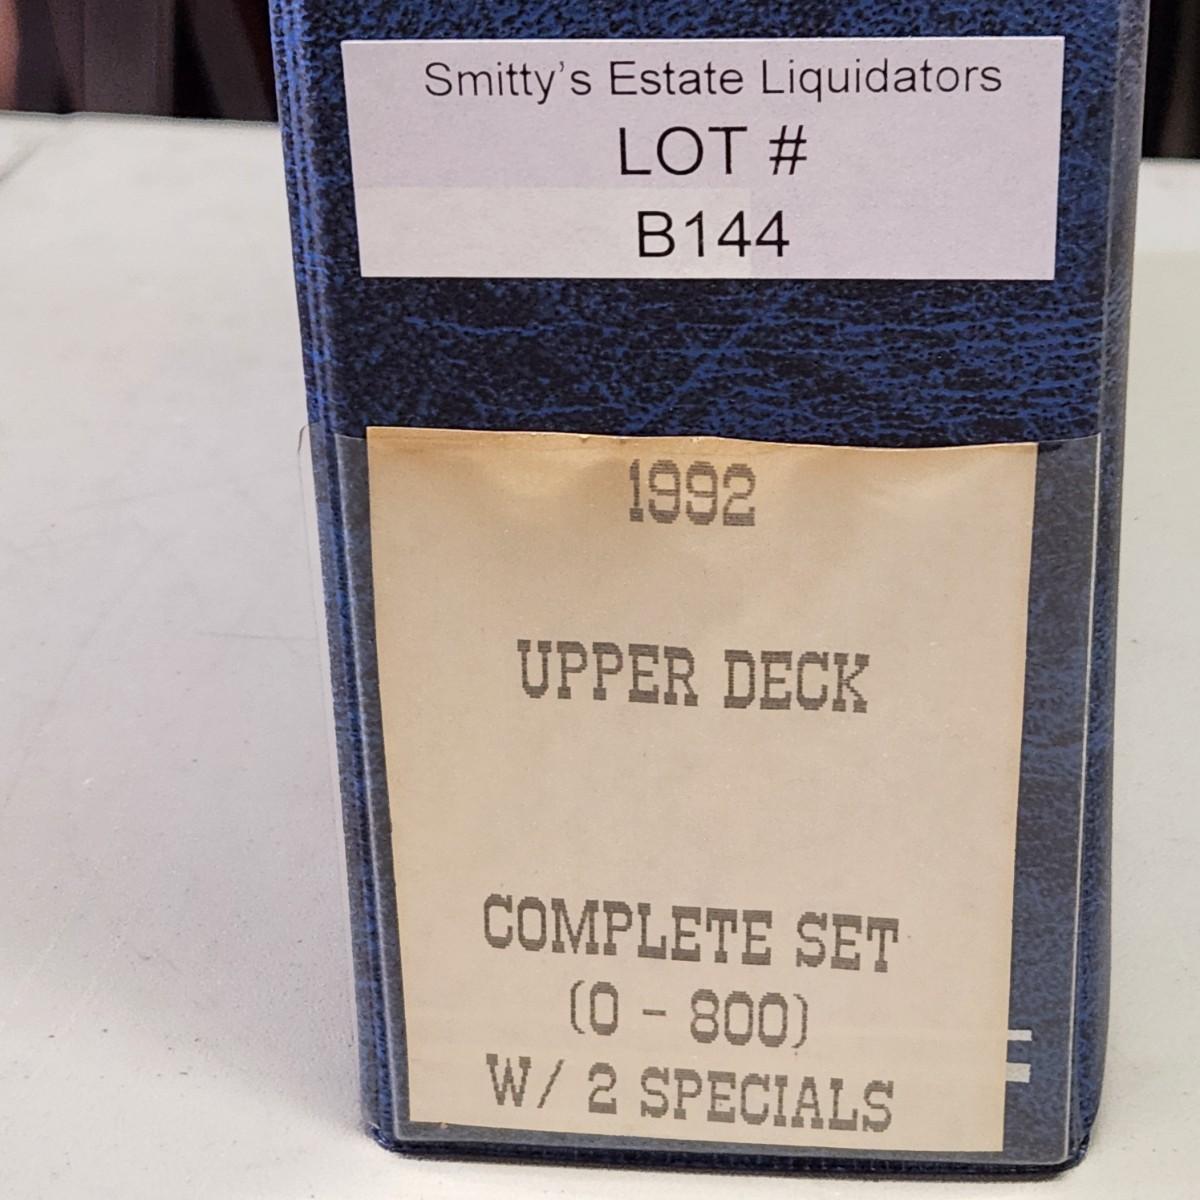 Smitty's Estate Liquidators
LOT #
B144
1992
UPPER DECK
COMPLETE SET
(0 - 800)
W/ 2 SPECIALS